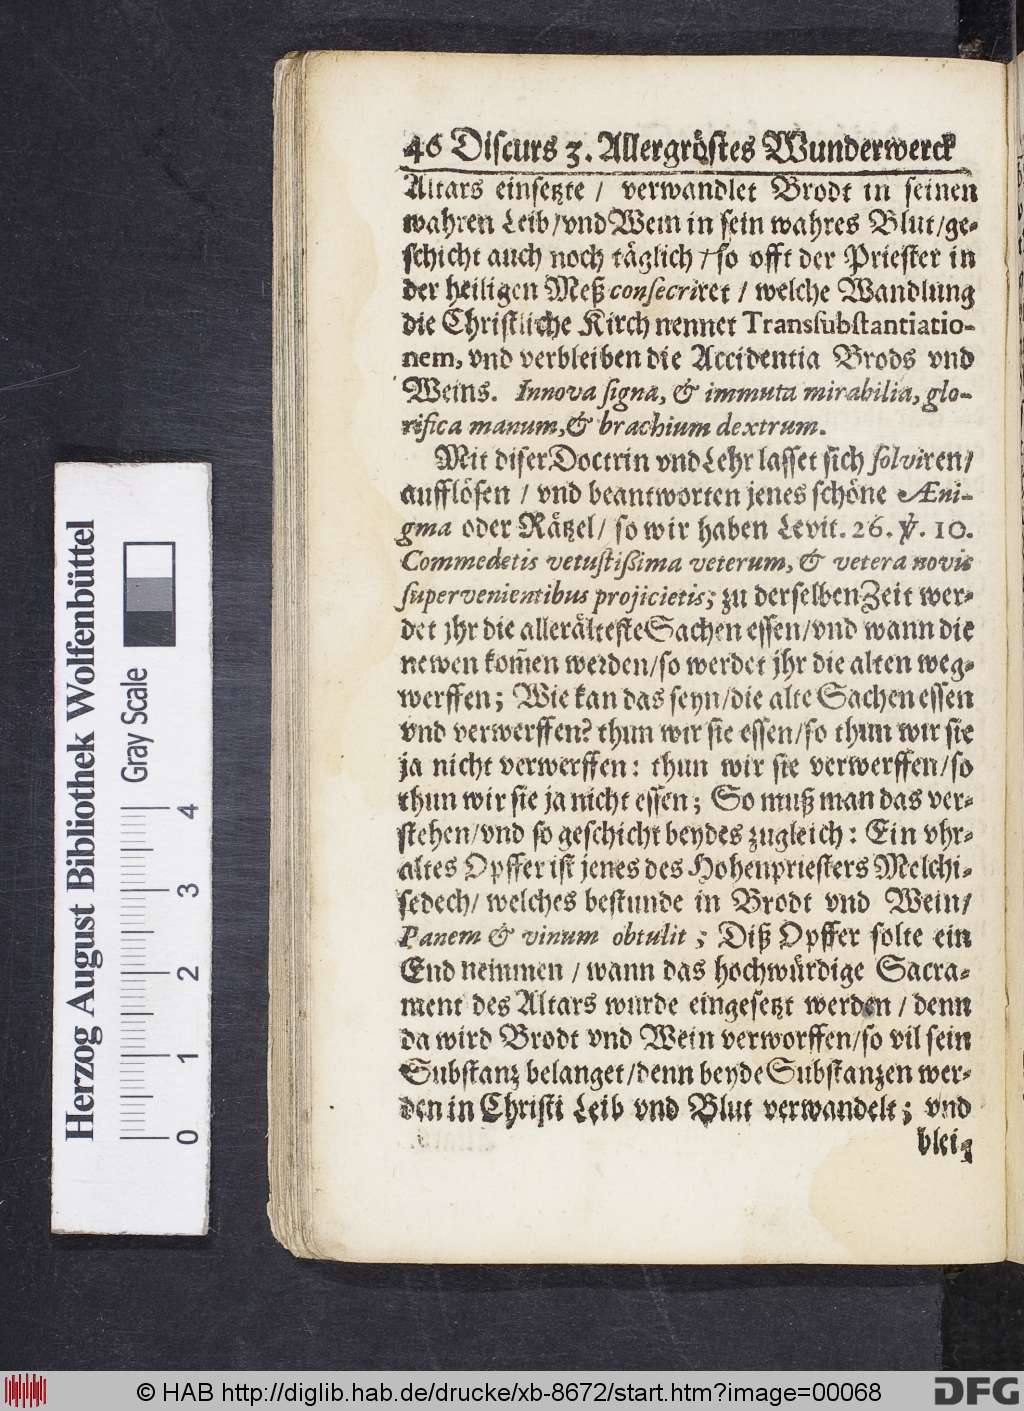 46 Discurs 3. Allergröstes Wunderwerck
Altars einsetzte / verwandlet Brodt in seinen
wahren Leib/vnd Wein in sein wahres Blut/ge-
schicht auch noch täglich / so offt der Priester in
der heiligen Meß consecriret / welche Wandlung
die Christliche Kirch nennet Transsubstantiatio-
nem, vnd verbleiben die Accidentia Brods vnd
Weins. Innova signa, & immuta mirabilia, glo-
rifica manum, & brachium dextrum.
Mit diser Doctrin vnd Lehr lasset sich solviren/
aufflösen / vnd beantworten jenes schöne Æni-
gma oder Rätzel/ so wir haben Levit. 26. ℣. 10.
Commedetis vetustißima veterum, & vetera novis
supervenientibus projicietis; zu derselben Zeit wer-
det jhr die allerälteste Sachen essen/vnd wann die
newen kom̃en werden/so werdet jhr die alten weg-
werffen; Wie kan das seyn/die alte Sachen essen
vnd verwerffen? thun wir sie essen/so thun wir sie
ja nicht verwerffen: thun wir sie verwerffen/so
thun wir sie ja nicht essen; So muß man das ver-
stehen/vnd so geschicht beydes zugleich: Ein vhr-
altes Opffer ist jenes des Hohenpriesters Melchi-
sedech/ welches bestunde in Brodt vnd Wein/
Panem & vinum obtulit; Diß Opffer solte ein
End nemmen / wann das hochwürdige Sacra-
ment des Altars wurde eingesetzt werden / denn
da wird Brodt vnd Wein verworffen/so vil sein
Substanz belanget/denn beyde Substanzen wer-
den in Christi Leib vnd Blut verwandelt; vnd
blei-
Herzog August Bibliothek Wolfenbüttel
Gray Scale
0 1 2 3 4
© HAB http://diglib.hab.de/drucke/xb-8672/start.htm?image=00068
DFG